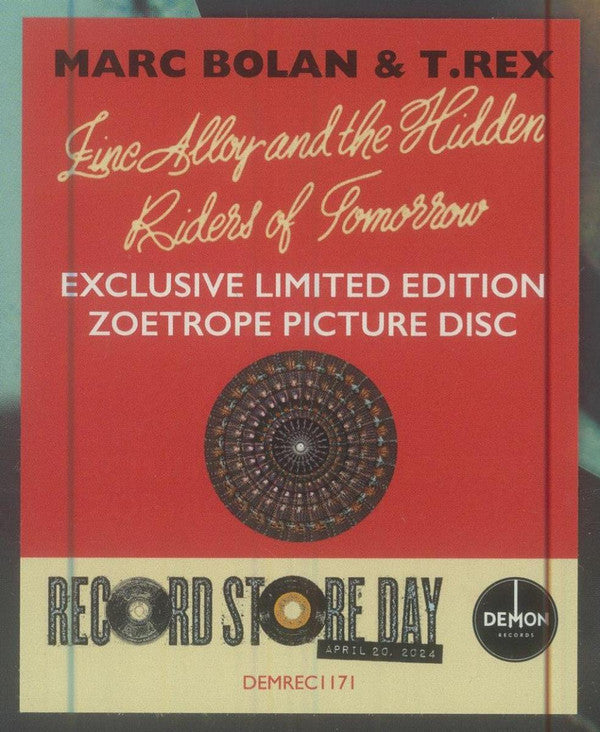 MARC BOLAN & T.REX
Zinc Alloy and the Hidden
Riders of Tomorrow
EXCLUSIVE LIMITED EDITION
ZOETROPE PICTURE DISC
RECORD STORE DAY
APRIL 20, 2024
DEMON
RECORDS
DEMREC1171